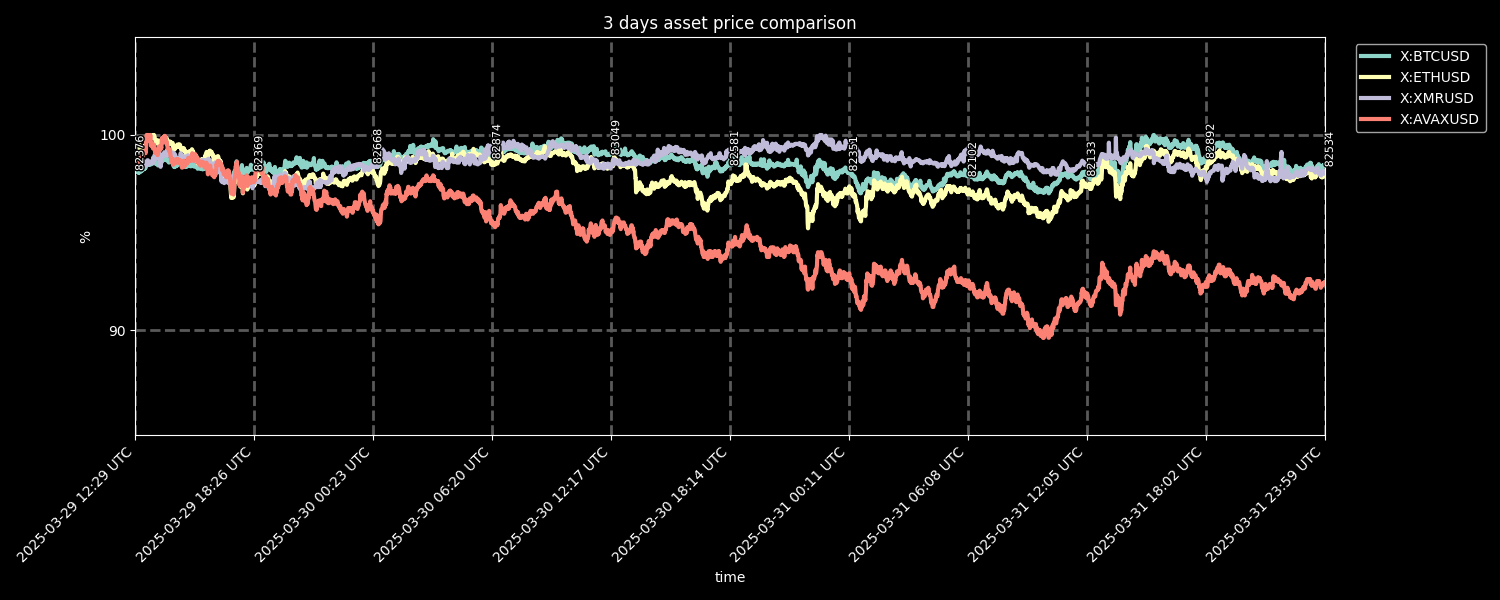 3 days asset price comparison
X:BTCUSD
X:ETHUSD
X:XMRUSD
X:AVAXUSD
%
100
90
82369
82668
82874
83049
82581
82351
82102
82133
82892
82534
2025-03-29 12:29 UTC
2025-03-29 18:26 UTC
2025-03-30 00:23 UTC
2025-03-30 06:20 UTC
2025-03-30 12:17 UTC
2025-03-30 18:14 UTC
2025-03-31 00:11 UTC
2025-03-31 06:08 UTC
2025-03-31 12:05 UTC
2025-03-31 18:02 UTC
2025-03-31 23:59 UTC
time